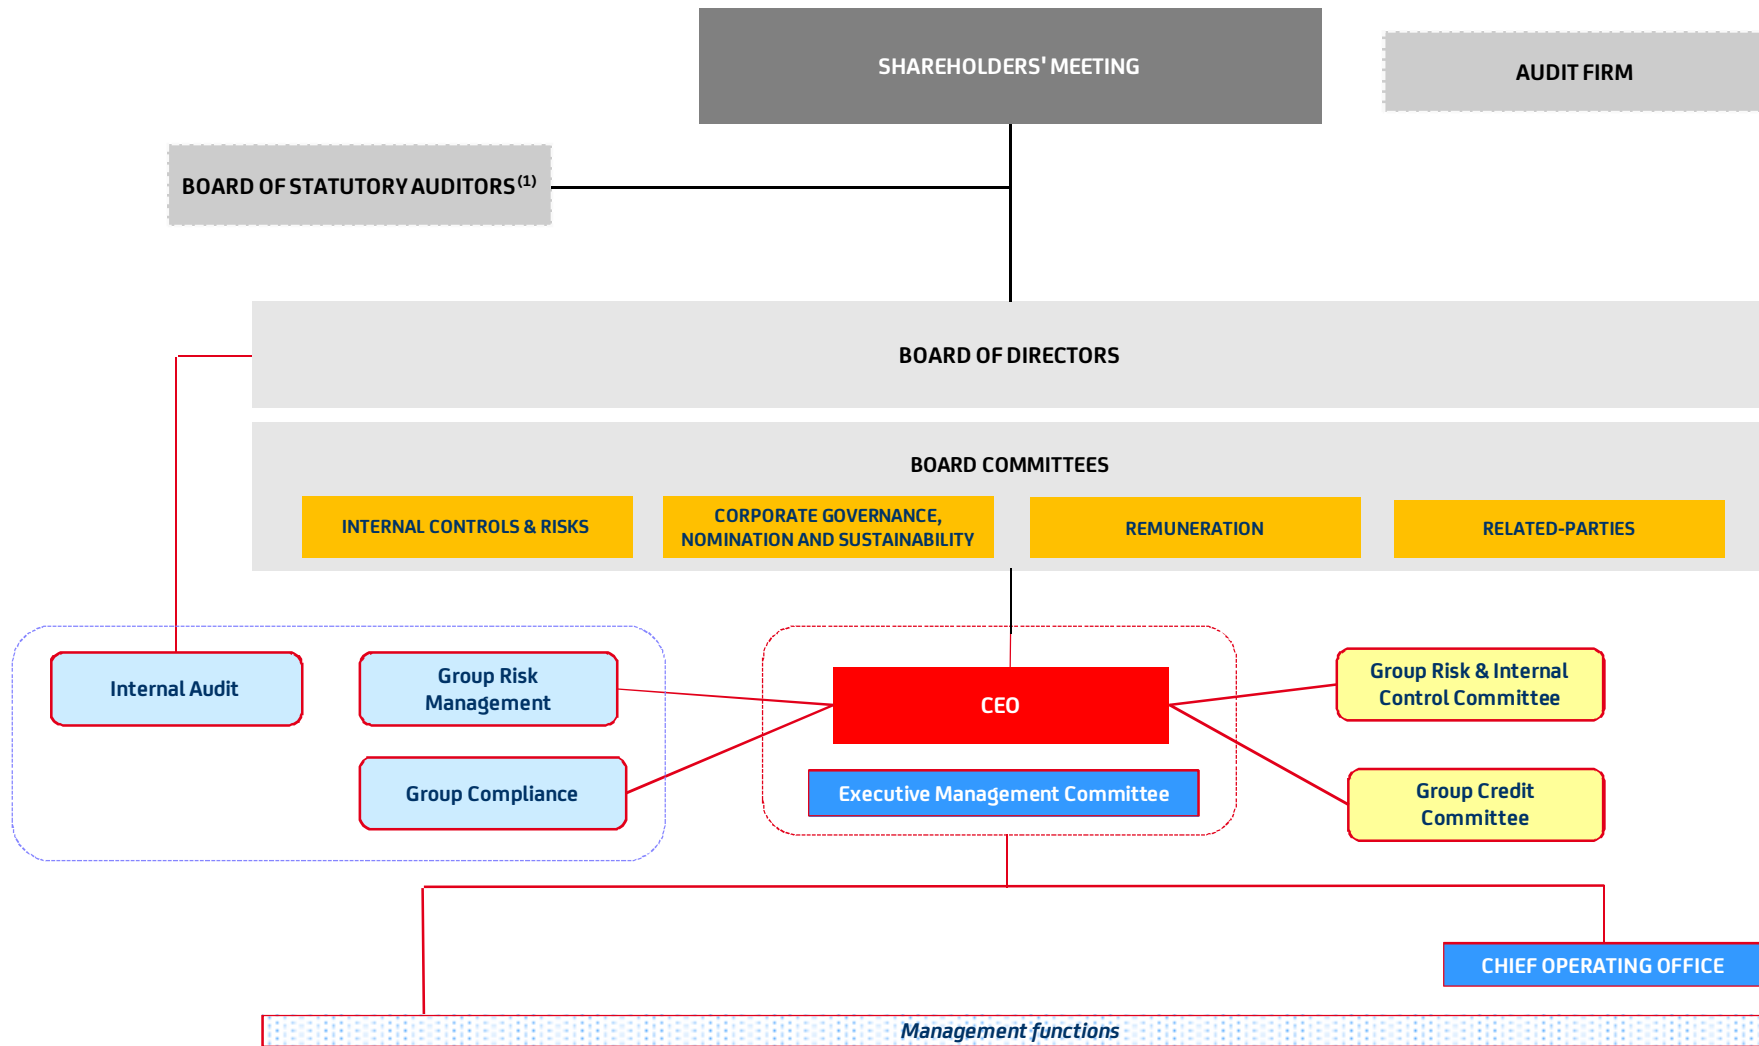 SHAREHOLDERS' MEETING
AUDIT FIRM
BOARD OF STATUTORY AUDITORS(1)
BOARD OF DIRECTORS
BOARD COMMITTEES
INTERNAL CONTROLS & RISKS
CORPORATE GOVERNANCE,
NOMINATION AND SUSTAINABILITY
REMUNERATION
RELATED-PARTIES
Internal Audit
Group Risk
Management
CEO
Group Risk & Internal
Control Committee
Group Compliance
Executive Management Committee
Group Credit
Committee
CHIEF OPERATING OFFICE
Management functions